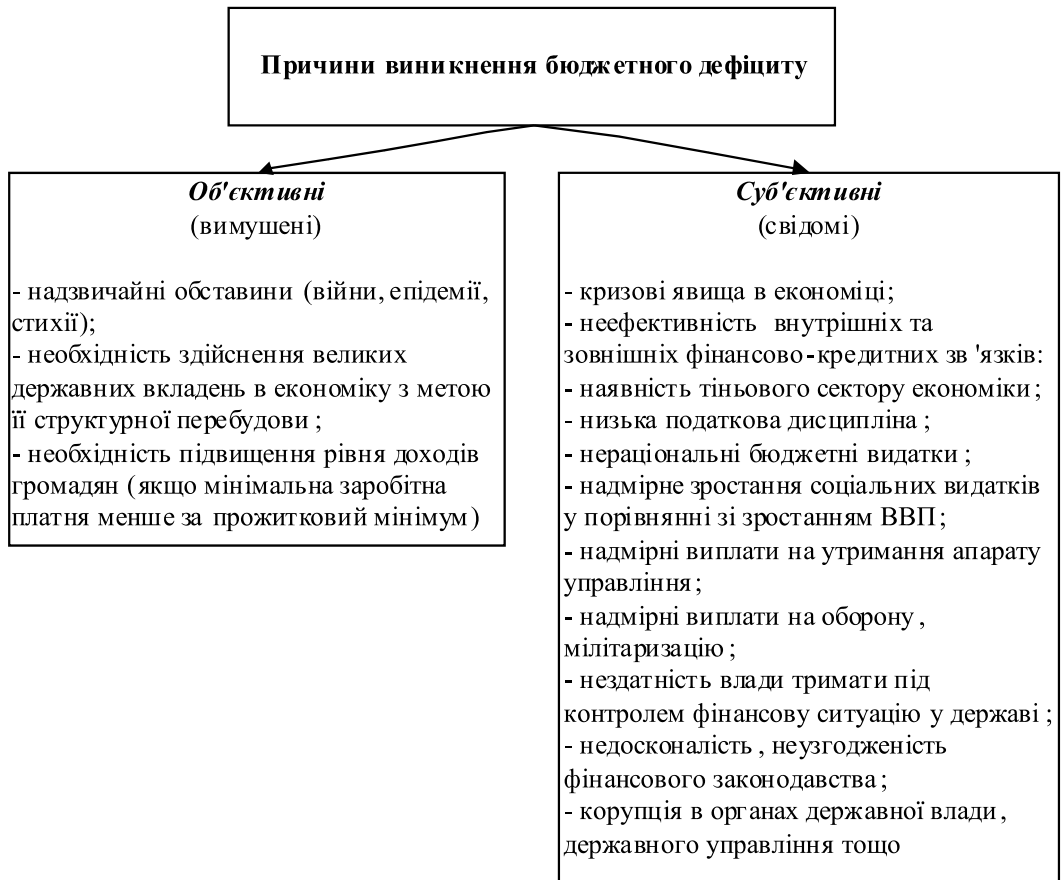 Причини виникнення бюджетного дефіциту
Об'єктивні
(вимушені)
- надзвичайні обставини (війни, епідемії,
стихії);
- необхідність здійснення великих
державних вкладень в економіку з метою
її структурної перебудови ;
- необхідність підвищення рівня доходів
громадян (якщо мінімальна заробітна
платня менше за прожитковий мінімум)
Суб'єктивні
(свідомі)
- кризові явища в економіці;
- неефективність внутрішніх та
зовнішніх фінансово-кредитних зв 'язків:
- наявність тіньового сектору економіки ;
- низька податкова дисципліна ;
- нераціональні бюджетні видатки ;
- надмірне зростання соціальних видатків
у порівнянні зі зростанням ВВП;
- надмірні виплати на утримання апарату
управління ;
- надмірні виплати на оборону ,
мілітаризацію ;
- нездатність влади тримати під
контролем фінансову ситуацію у державі ;
- недосконалість , неузгодженість
фінансового законодавства ;
- корупція в органах державної влади ,
державного управління тощо